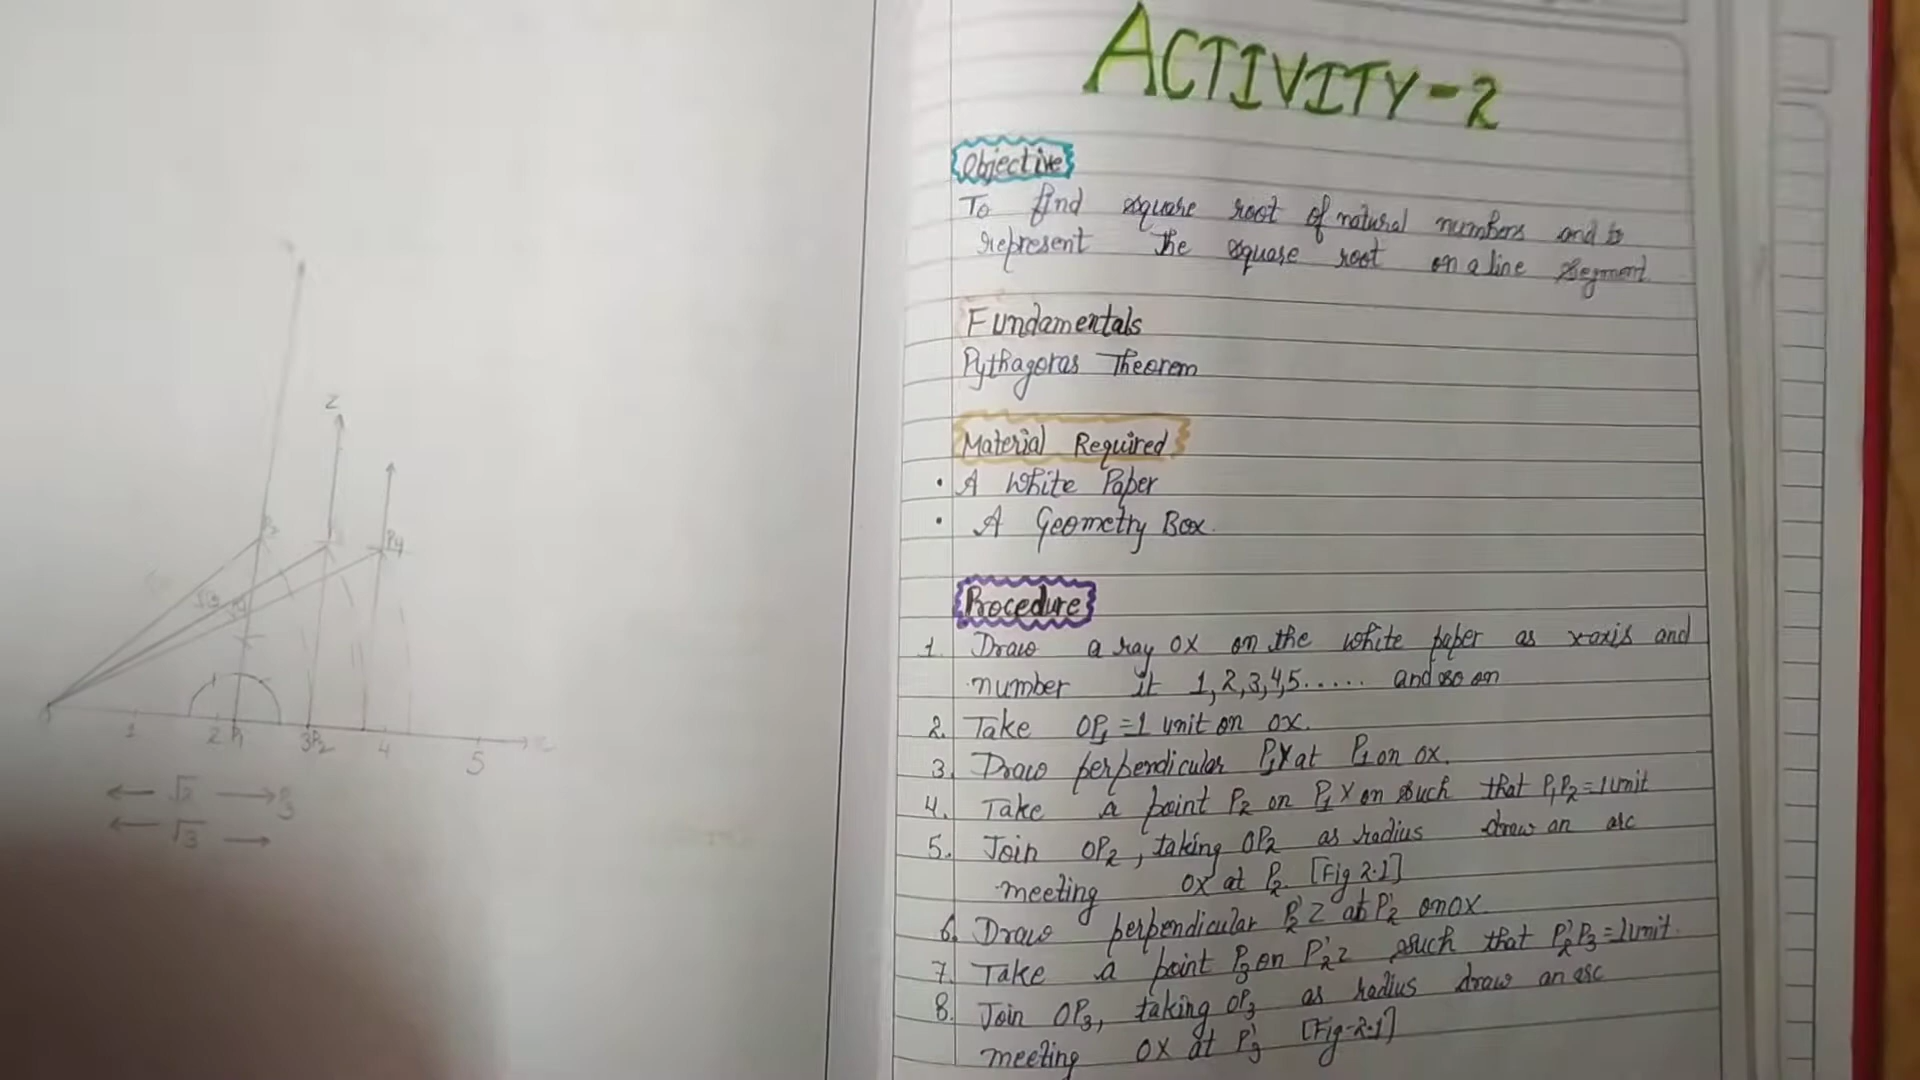 ACTIVITY-2
Objective
To find square root of natural numbers and to
represent the square root on a line segment
Fundamentals
Pythagoras Theorem
Material Required
• A White Paper
• A Geometry Box.
Procedure
1. Draw a ray OX on the white paper as x-axis and
number it 1,2,3,4,5..... and so on
2. Take OP₁ = 1 unit on OX.
3. Draw perpendicular P₁Y at P₁ on OX.
4. Take a point P₂ on P₁Y on such that P₁P₂ = 1 unit
5. Join OP₂, taking OP₂ as radius draw an arc
meeting OX at P₂ [Fig 2.1]
6. Draw perpendicular P₂'Z at P₂' on OX.
7. Take a point P₃ on P₂'Z such that P₂'P₃ = 1 unit.
8. Join OP₃, taking OP₃ as radius draw an arc
meeting OX at P₃' [Fig-2.1]
Z
P₂
P₄
1 2 P₁ 3 P₂ 4 5 x
← √2 →
← √3 →